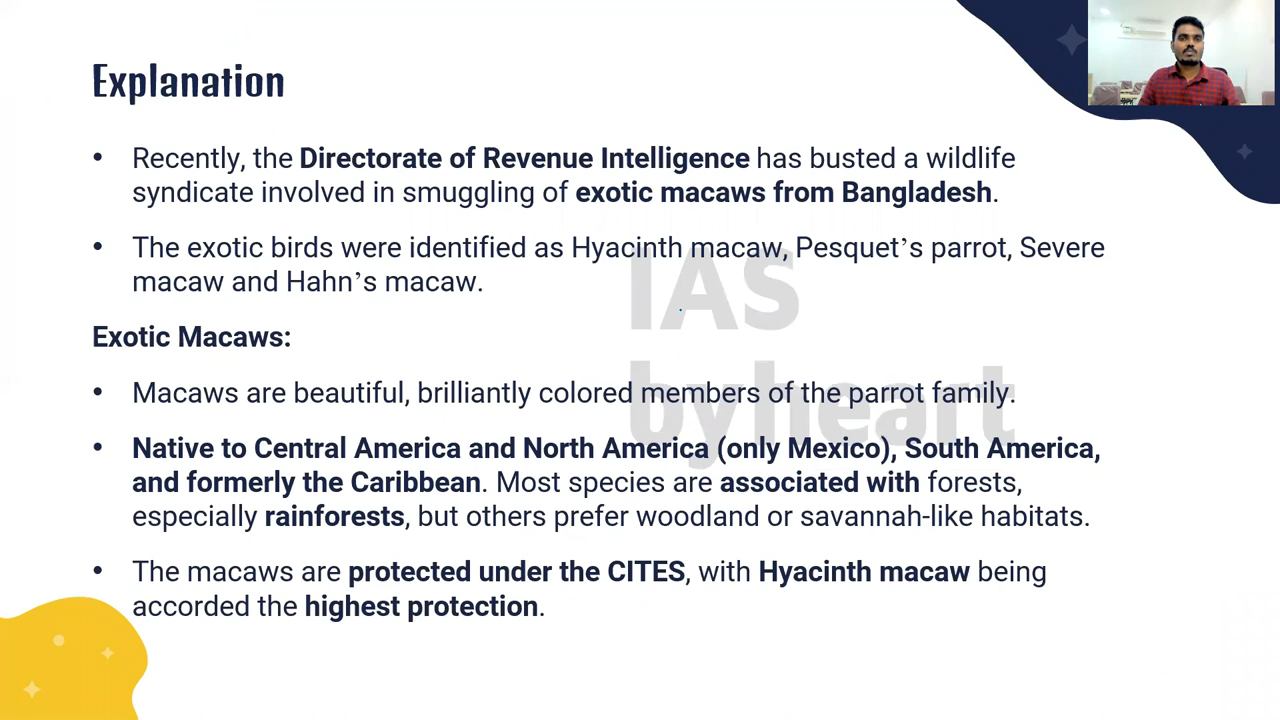 Explanation
• Recently, the Directorate of Revenue Intelligence has busted a wildlife
syndicate involved in smuggling of exotic macaws from Bangladesh.
• The exotic birds were identified as Hyacinth macaw, Pesquet’s parrot, Severe
macaw and Hahn’s macaw.
IAS
byheart
Exotic Macaws:
• Macaws are beautiful, brilliantly colored members of the parrot family.
• Native to Central America and North America (only Mexico), South America,
and formerly the Caribbean. Most species are associated with forests,
especially rainforests, but others prefer woodland or savannah-like habitats.
• The macaws are protected under the CITES, with Hyacinth macaw being
accorded the highest protection.